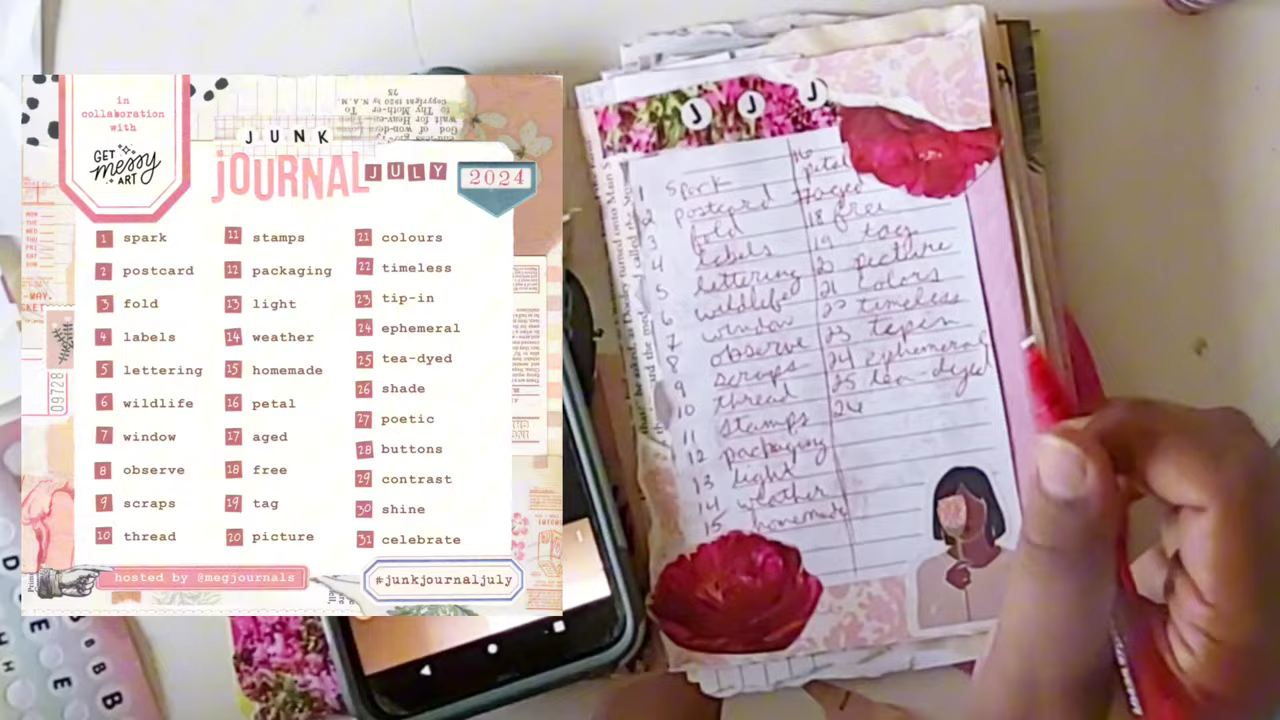 in
collaboration
with
GET
messy
ART
JUNK
JOURNAL JULY 2024
1 spark
2 postcard
3 fold
4 labels
5 lettering
6 wildlife
7 window
8 observe
9 scraps
10 thread
11 stamps
12 packaging
13 light
14 weather
15 homemade
16 petal
17 aged
18 free
19 tag
20 picture
21 colours
22 timeless
23 tip-in
24 ephemeral
25 tea-dyed
26 shade
27 poetic
28 buttons
29 contrast
30 shine
31 celebrate
hosted by @megjournals
#junkjournaljuly
09728
J J J
1 Spark
2 postcard
3 fold
4 labels
5 lettering
6 wildlife
7 window
8 observe
9 scraps
10 thread
11 stamps
12 packaging
13 light
14 weather
15 homemade
16 petal
17 aged
18 free
19 tag
20 picture
21 colors
22 timeless
23
24 ephemeral
25 tea dyed
26